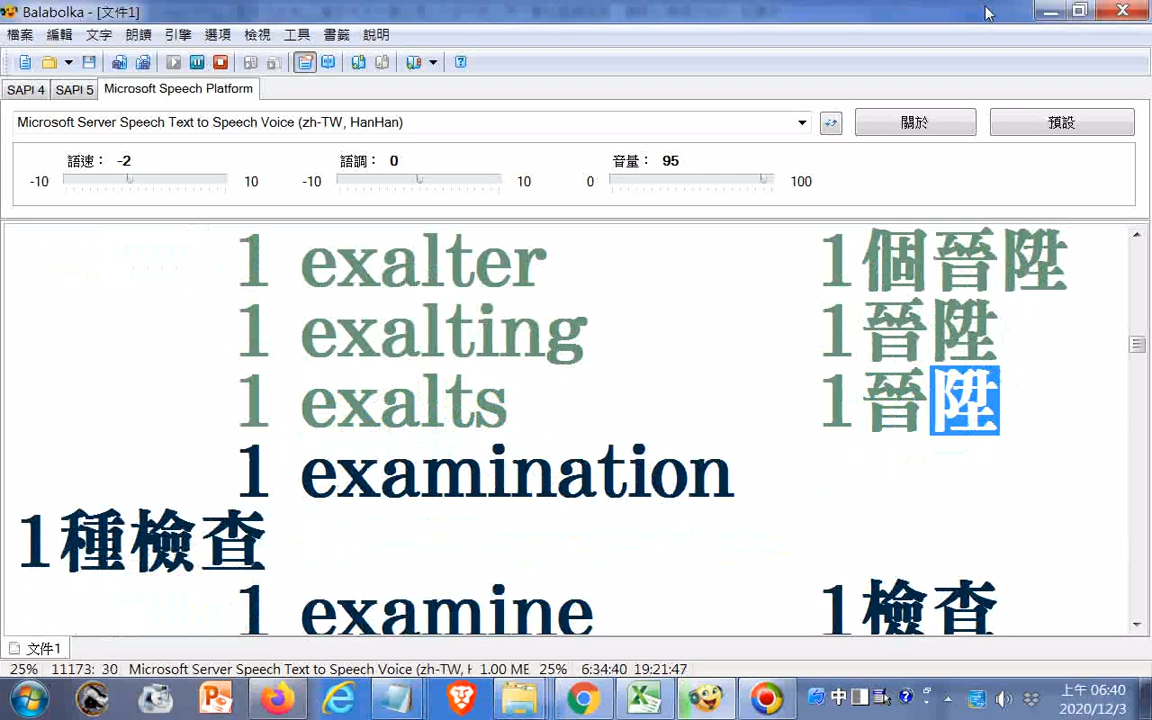 Balabolka - [文件1]
檔案 編輯 文字 朗讀 引擎 選項 檢視 工具 書籤 說明
SAPI 4 SAPI 5 Microsoft Speech Platform
Microsoft Server Speech Text to Speech Voice (zh-TW, HanHan) 關於 預設
語速： -2 語調： 0 音量： 95
-10 10 -10 10 0 100
1 exalter 1個晉陞
1 exalting 1晉陞
1 exalts 1晉陞
1 examination
1種檢查
1 examine 1檢查
文件1
25% 11173: 30 Microsoft Server Speech Text to Speech Voice (zh-TW, H 1.00 ME 25% 6:34:40 19:21:47
中 上午 06:40
2020/12/3